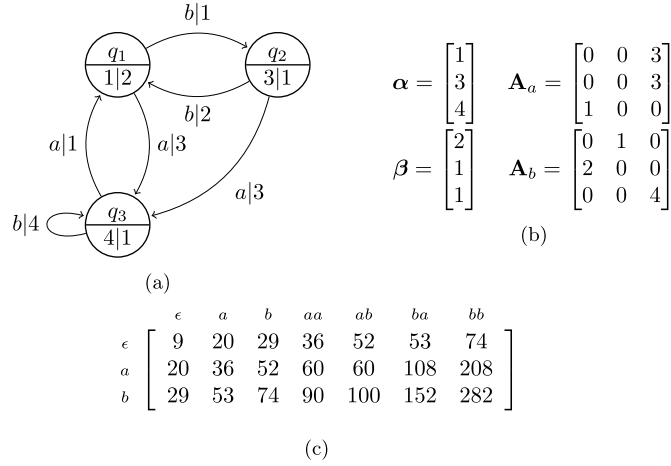 b|1
q₁
1|2
q₂
3|1
b|2
a|1
a|3
a|3
b|4
q₃
4|1
(a)
α = [1 3 4]
A_a = [0 0 3
0 0 3
1 0 0]
β = [2 1 1]
A_b = [0 1 0
2 0 0
0 0 4]
(b)
ϵ a b aa ab ba bb
ϵ 9 20 29 36 52 53 74
a 20 36 52 60 60 108 208
b 29 53 74 90 100 152 282
(c)